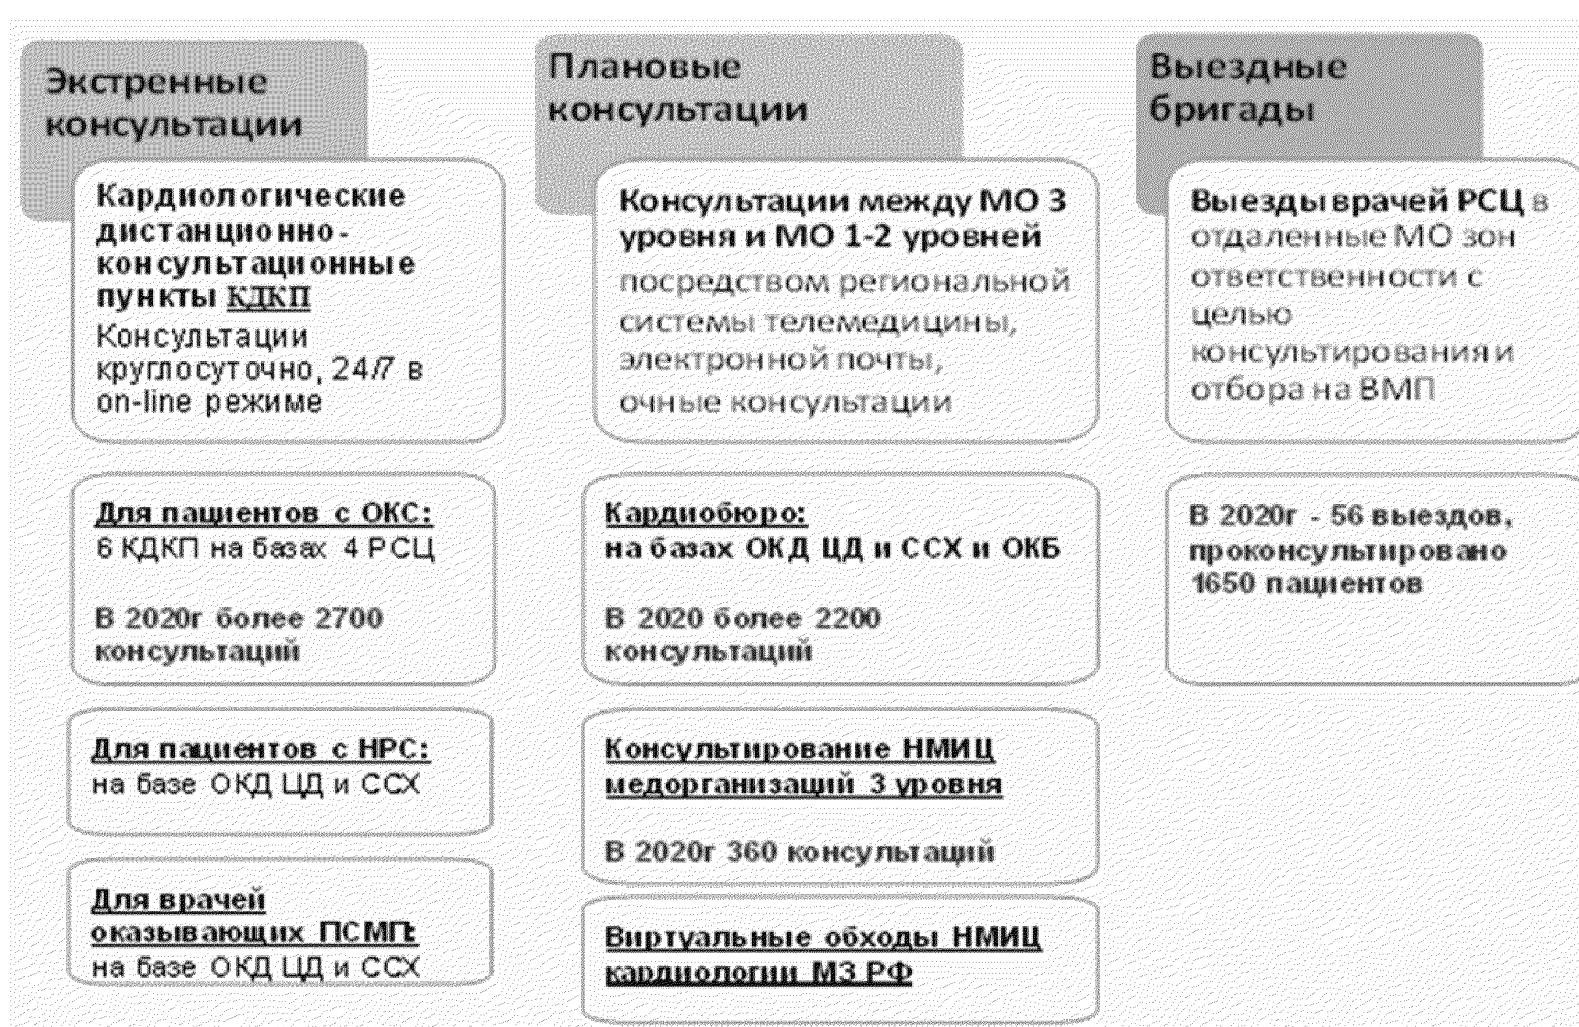 Экстренные
консультации
Кардиологические
дистанционно-
консультационные
пункты КДКП
Консультации
круглосуточно, 24/7 в
on-line режиме
Для пациентов с ОКС:
6 КДКП на базах 4 РСЦ
В 2020г более 2700
консультаций
Для пациентов с НРС:
на базе ОКД ЦД и ССХ
Для врачей
оказывающих ПСМП:
на базе ОКД ЦД и ССХ
Плановые
консультации
Консультации между МО 3
уровня и МО 1-2 уровней
посредством региональной
системы телемедицины,
электронной почты,
очные консультации
Кардиобюро:
на базах ОКД ЦД и ССХ и ОКБ
В 2020 более 2200
консультаций
Консультирование НМИЦ
медорганизаций 3 уровня
В 2020г 360 консультаций
Виртуальные обходы НМИЦ
кардиологии МЗ РФ
Выездные
бригады
Выезды врачей РСЦ в
отдаленные МО зон
ответственности с
целью
консультирования и
отбора на ВМП
В 2020г - 56 выездов,
проконсультировано
1650 пациентов